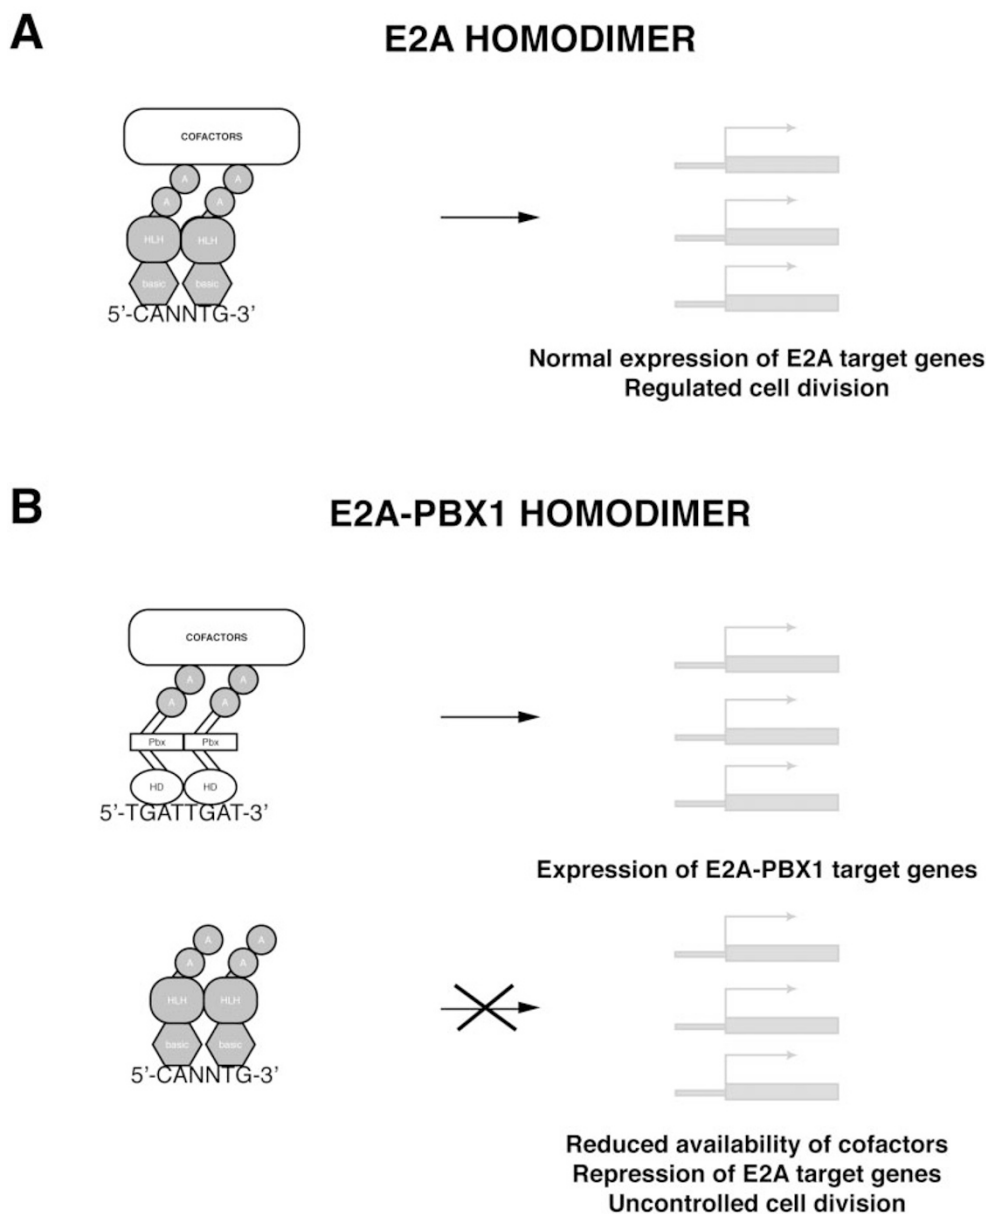 A
E2A HOMODIMER
COFACTORS
A A
A A
HLH HLH
basic basic
5’-CANNTG-3’
Normal expression of E2A target genes
Regulated cell division
B
E2A-PBX1 HOMODIMER
COFACTORS
A A
A A
Pbx Pbx
HD HD
5’-TGATTGAT-3’
Expression of E2A-PBX1 target genes
A A
A A
HLH HLH
basic basic
5’-CANNTG-3’
Reduced availability of cofactors
Repression of E2A target genes
Uncontrolled cell division